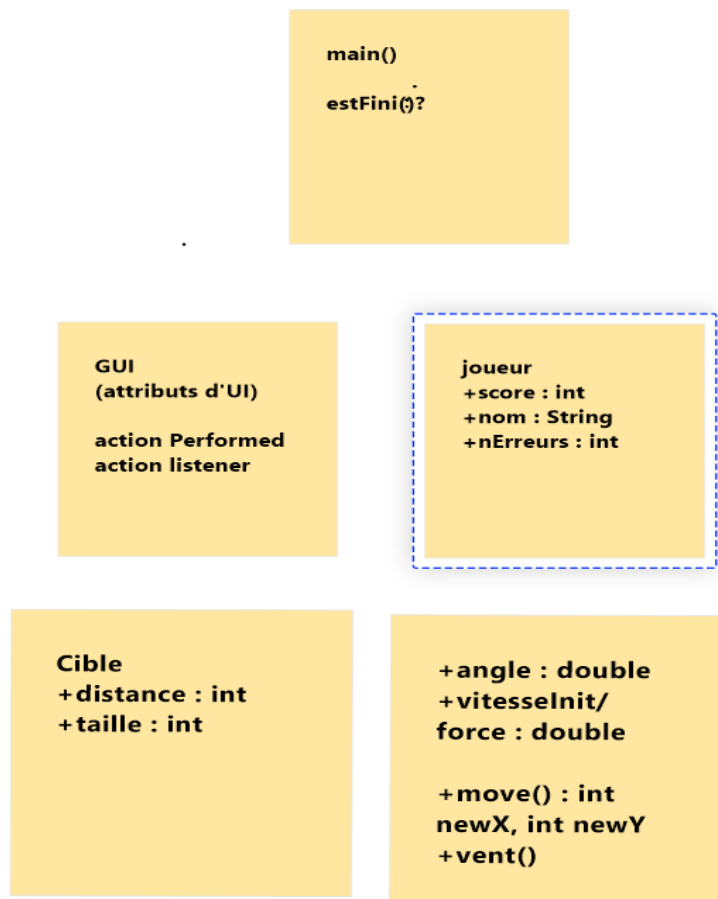 main()
estFini()?
GUI
(attributs d'UI)
action Performed
action listener
joueur
+score : int
+nom : String
+nErreurs : int
Cible
+distance : int
+taille : int
+angle : double
+vitesseInit/
force : double
+move() : int
newX, int newY
+vent()